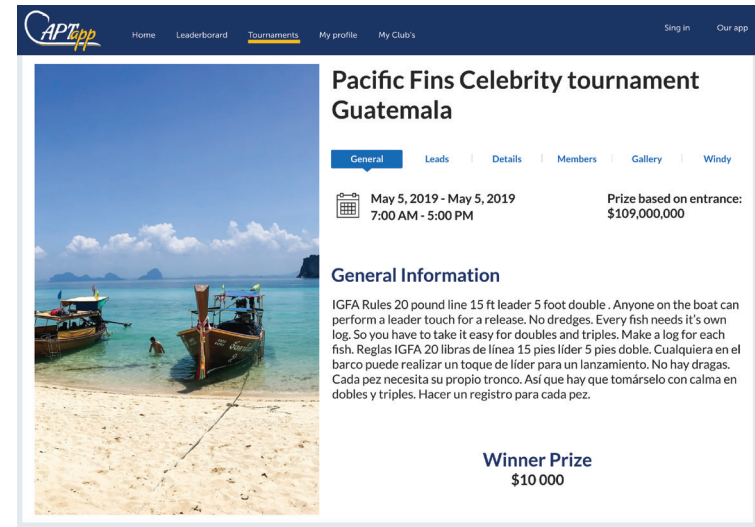 APTapp
Home
Leaderborard
Tournaments
My profile
My Club's
Sing in
Our app
Pacific Fins Celebrity tournament
Guatemala
General
Leads
Details
Members
Gallery
Windy
May 5, 2019 - May 5, 2019
7:00 AM - 5:00 PM
Prize based on entrance:
$109,000,000
General Information
IGFA Rules 20 pound line 15 ft leader 5 foot double . Anyone on the boat can
perform a leader touch for a release. No dredges. Every fish needs it's own
log. So you have to take it easy for doubles and triples. Make a log for each
fish. Reglas IGFA 20 libras de línea 15 pies líder 5 pies doble. Cualquiera en el
barco puede realizar un toque de líder para un lanzamiento. No hay dragas.
Cada pez necesita su propio tronco. Así que hay que tomárselo con calma en
dobles y triples. Hacer un registro para cada pez.
Winner Prize
$10 000